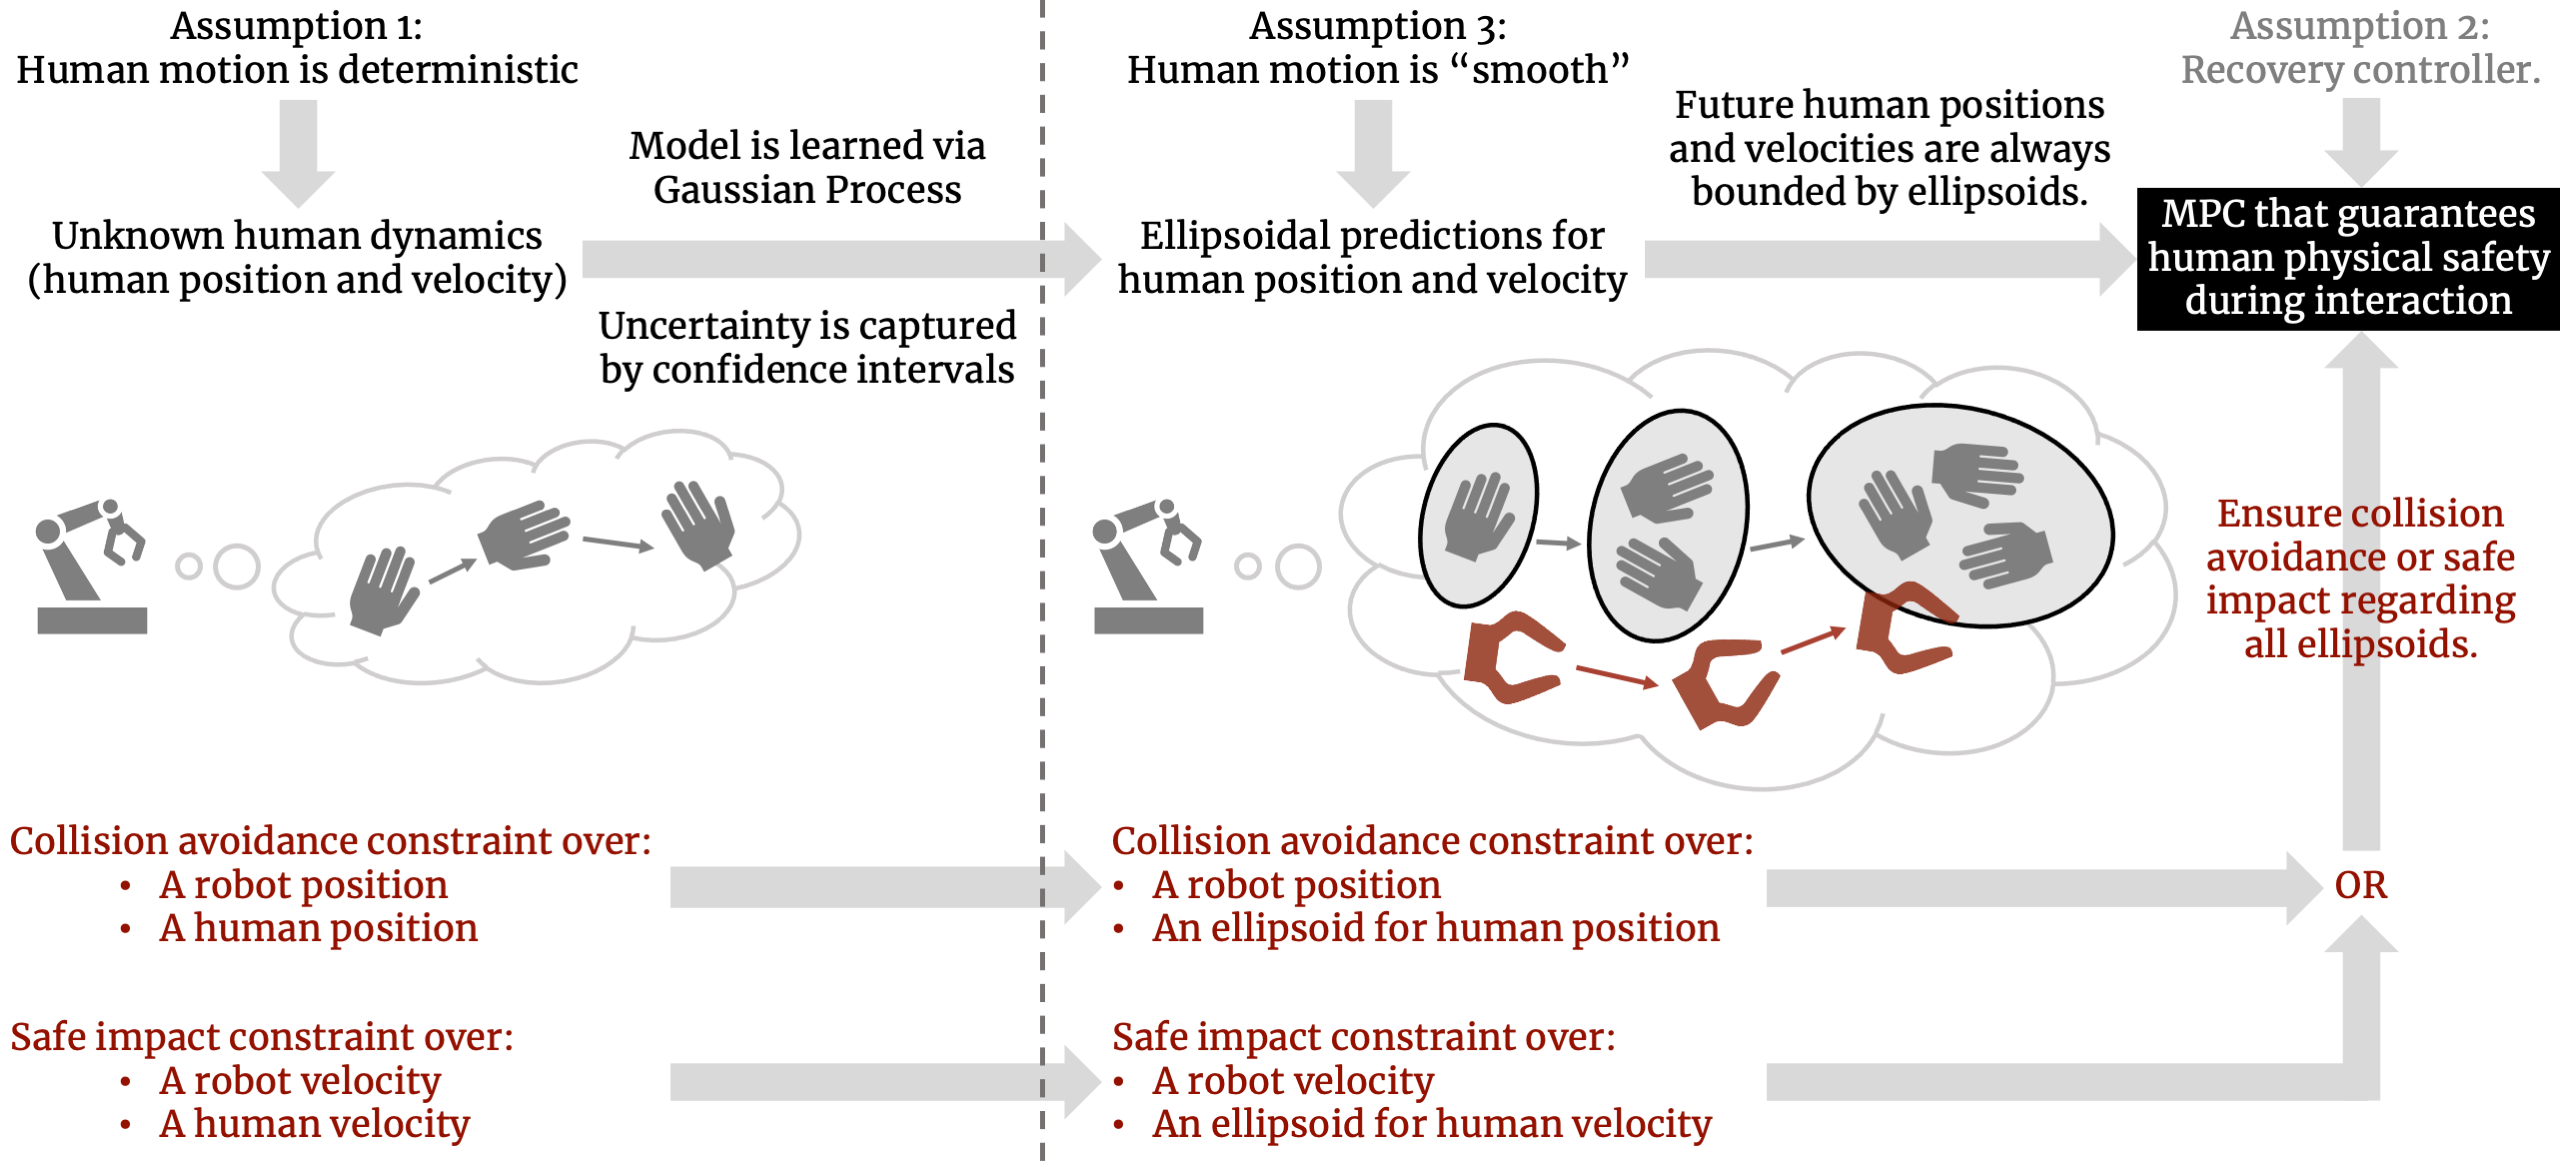 Assumption 1:
Human motion is deterministic
Model is learned via
Gaussian Process
Unknown human dynamics
(human position and velocity)
Uncertainty is captured
by confidence intervals
Assumption 3:
Human motion is “smooth”
Future human positions
and velocities are always
bounded by ellipsoids.
Ellipsoidal predictions for
human position and velocity
Assumption 2:
Recovery controller.
MPC that guarantees
human physical safety
during interaction
Ensure collision
avoidance or safe
impact regarding
all ellipsoids.
Collision avoidance constraint over:
• A robot position
• A human position
Collision avoidance constraint over:
• A robot position
• An ellipsoid for human position
OR
Safe impact constraint over:
• A robot velocity
• A human velocity
Safe impact constraint over:
• A robot velocity
• An ellipsoid for human velocity